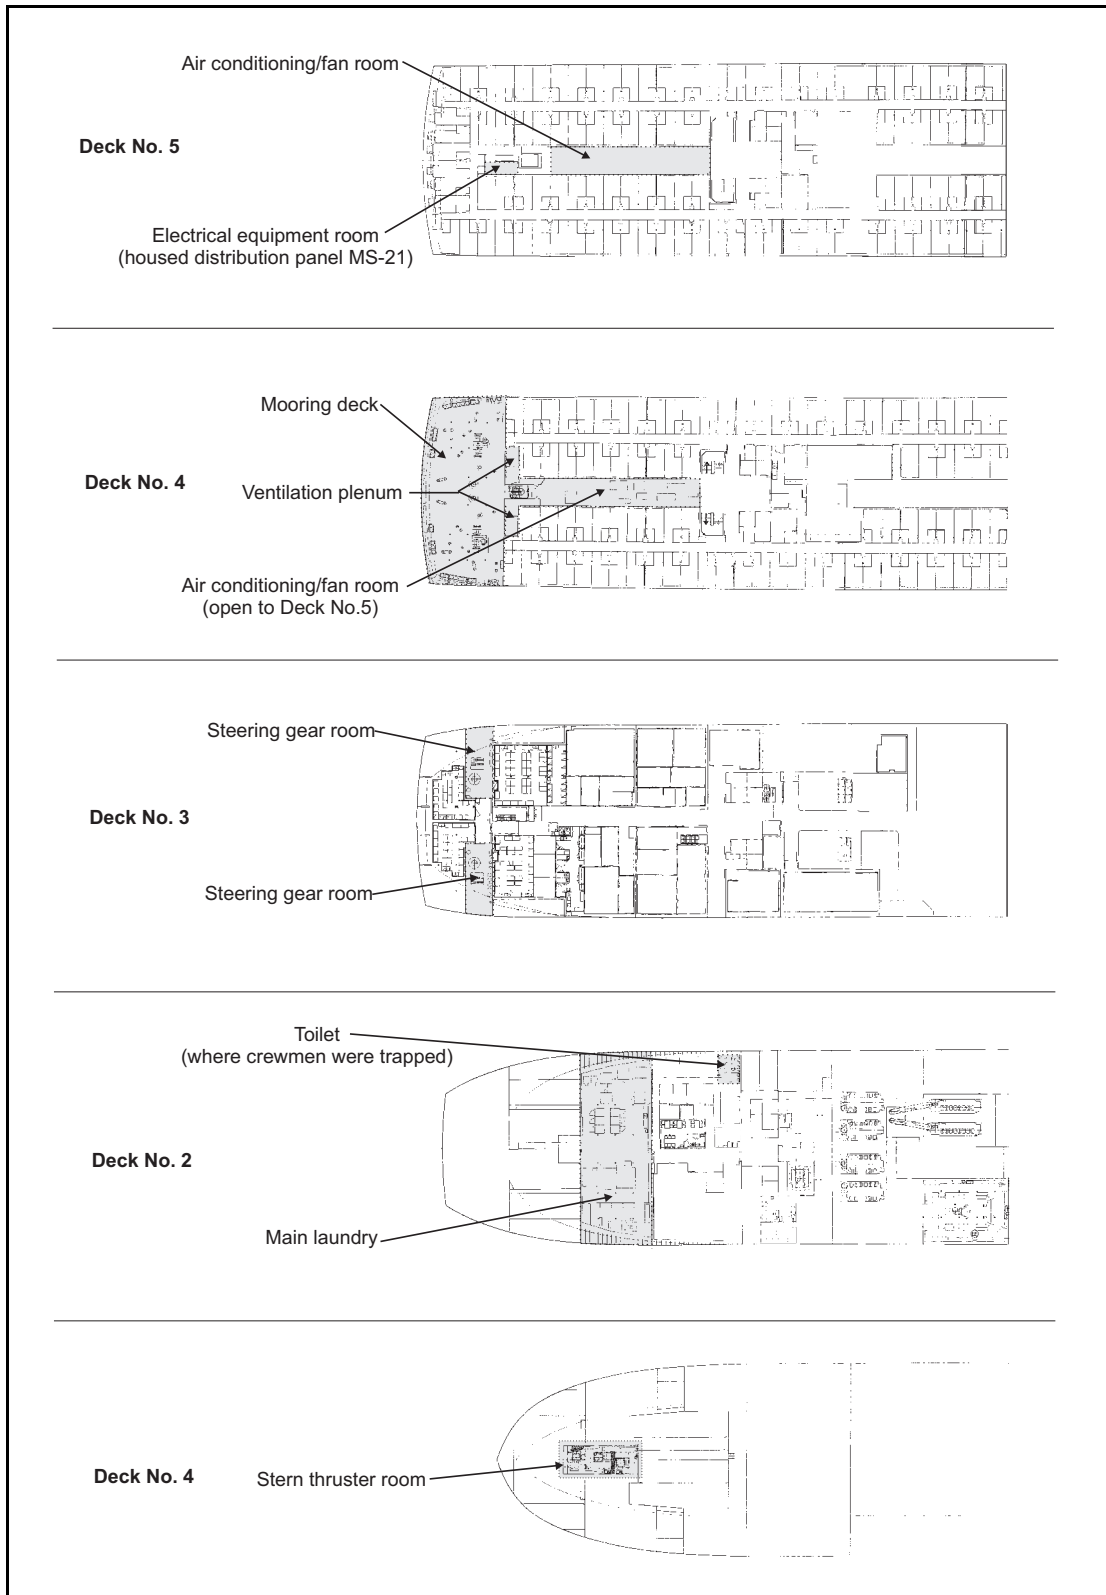 Air conditioning/fan room
Deck No. 5
Electrical equipment room
(housed distribution panel MS-21)
Mooring deck
Deck No. 4
Ventilation plenum
Air conditioning/fan room
(open to Deck No.5)
Steering gear room
Deck No. 3
Steering gear room
Toilet
(where crewmen were trapped)
Deck No. 2
Main laundry
Deck No. 4
Stern thruster room